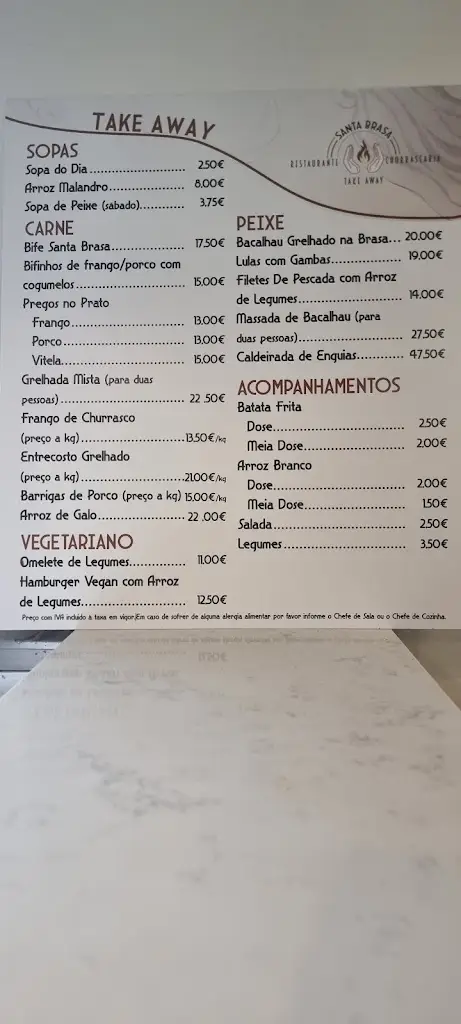 TAKE AWAY
SANTA BRASA
RESTAURANTE CHURRASCARIA
TAKE AWAY
SOPAS
Sopa do Dia........................ 2.50€
Arroz Malandro................... 8.00€
Sopa de Peixe (sabado)........... 3.75€
CARNE
Bife Santa Brasa.................. 17.50€
Bifinhos de frango/porco com
cogumelos........................... 15.00€
Pregos no Prato
Frango............................ 13.00€
Porco............................. 13.00€
Vitela............................. 15.00€
Grelhada Mista (para duas
pessoas)............................... 22 .50€
Frango de Churrasco
(preço a kg)..........................13.50€/kg
Entrecosto Grelhado
(preço a kg)..........................21.00€/kg
Barrigas de Porco (preço a kg) 15.00€/kg
Arroz de Galo...................... 22 .00€
VEGETARIANO
Omelete de Legumes.............. 11.00€
Hamburger Vegan com Arroz
de Legumes.......................... 12.50€
PEIXE
Bacalhau Grelhado na Brasa... 20.00€
Lulas com Gambas.................. 19.00€
Filetes De Pescada com Arroz
de Legumes.......................... 14.00€
Massada de Bacalhau (para
duas pessoas)......................... 27.50€
Caldeirada de Enguias........... 47.50€
ACOMPANHAMENTOS
Batata Frita
Dose................................ 2.50€
Meia Dose......................... 2.00€
Arroz Branco
Dose................................ 2.00€
Meia Dose......................... 1.50€
Salada................................. 2.50€
Legumes.............................. 3.50€
Preço com IVA incluido á taxa em vigor|Em caso de sofrer de alguma alergia alimentar por favor informe o Chefe de Sala ou o Chefe de Cozinha.